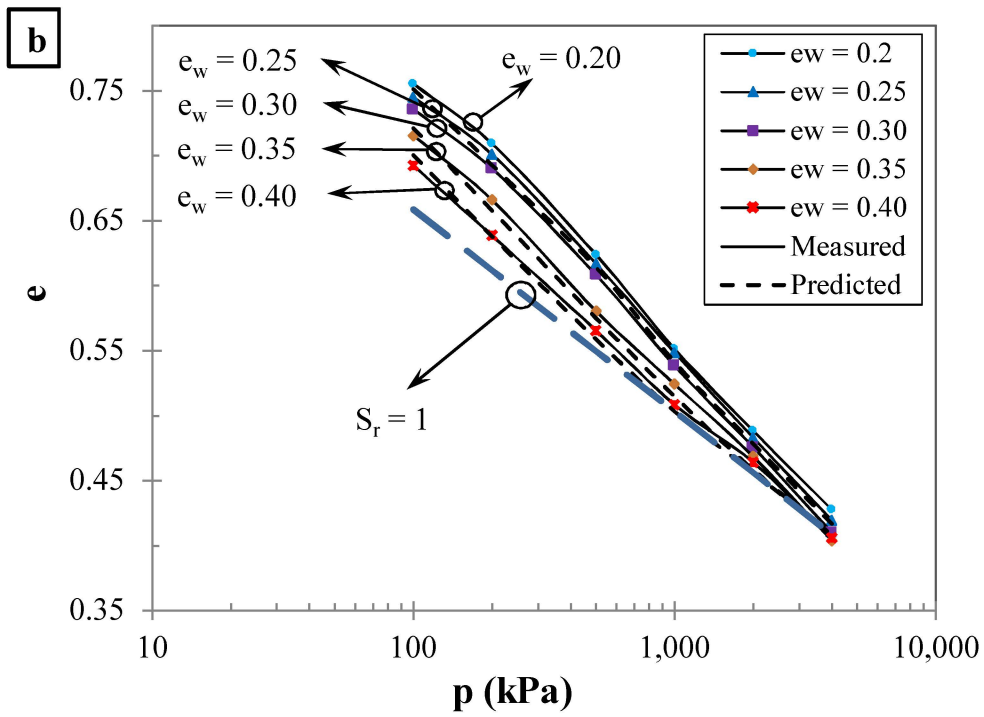 b
e_w = 0.25
e_w = 0.20
e_w = 0.30
e_w = 0.35
e_w = 0.40
S_r = 1
ew = 0.2
ew = 0.25
ew = 0.30
ew = 0.35
ew = 0.40
Measured
Predicted
0.75
0.65
0.55
0.45
0.35
e
10
100
1,000
10,000
p (kPa)